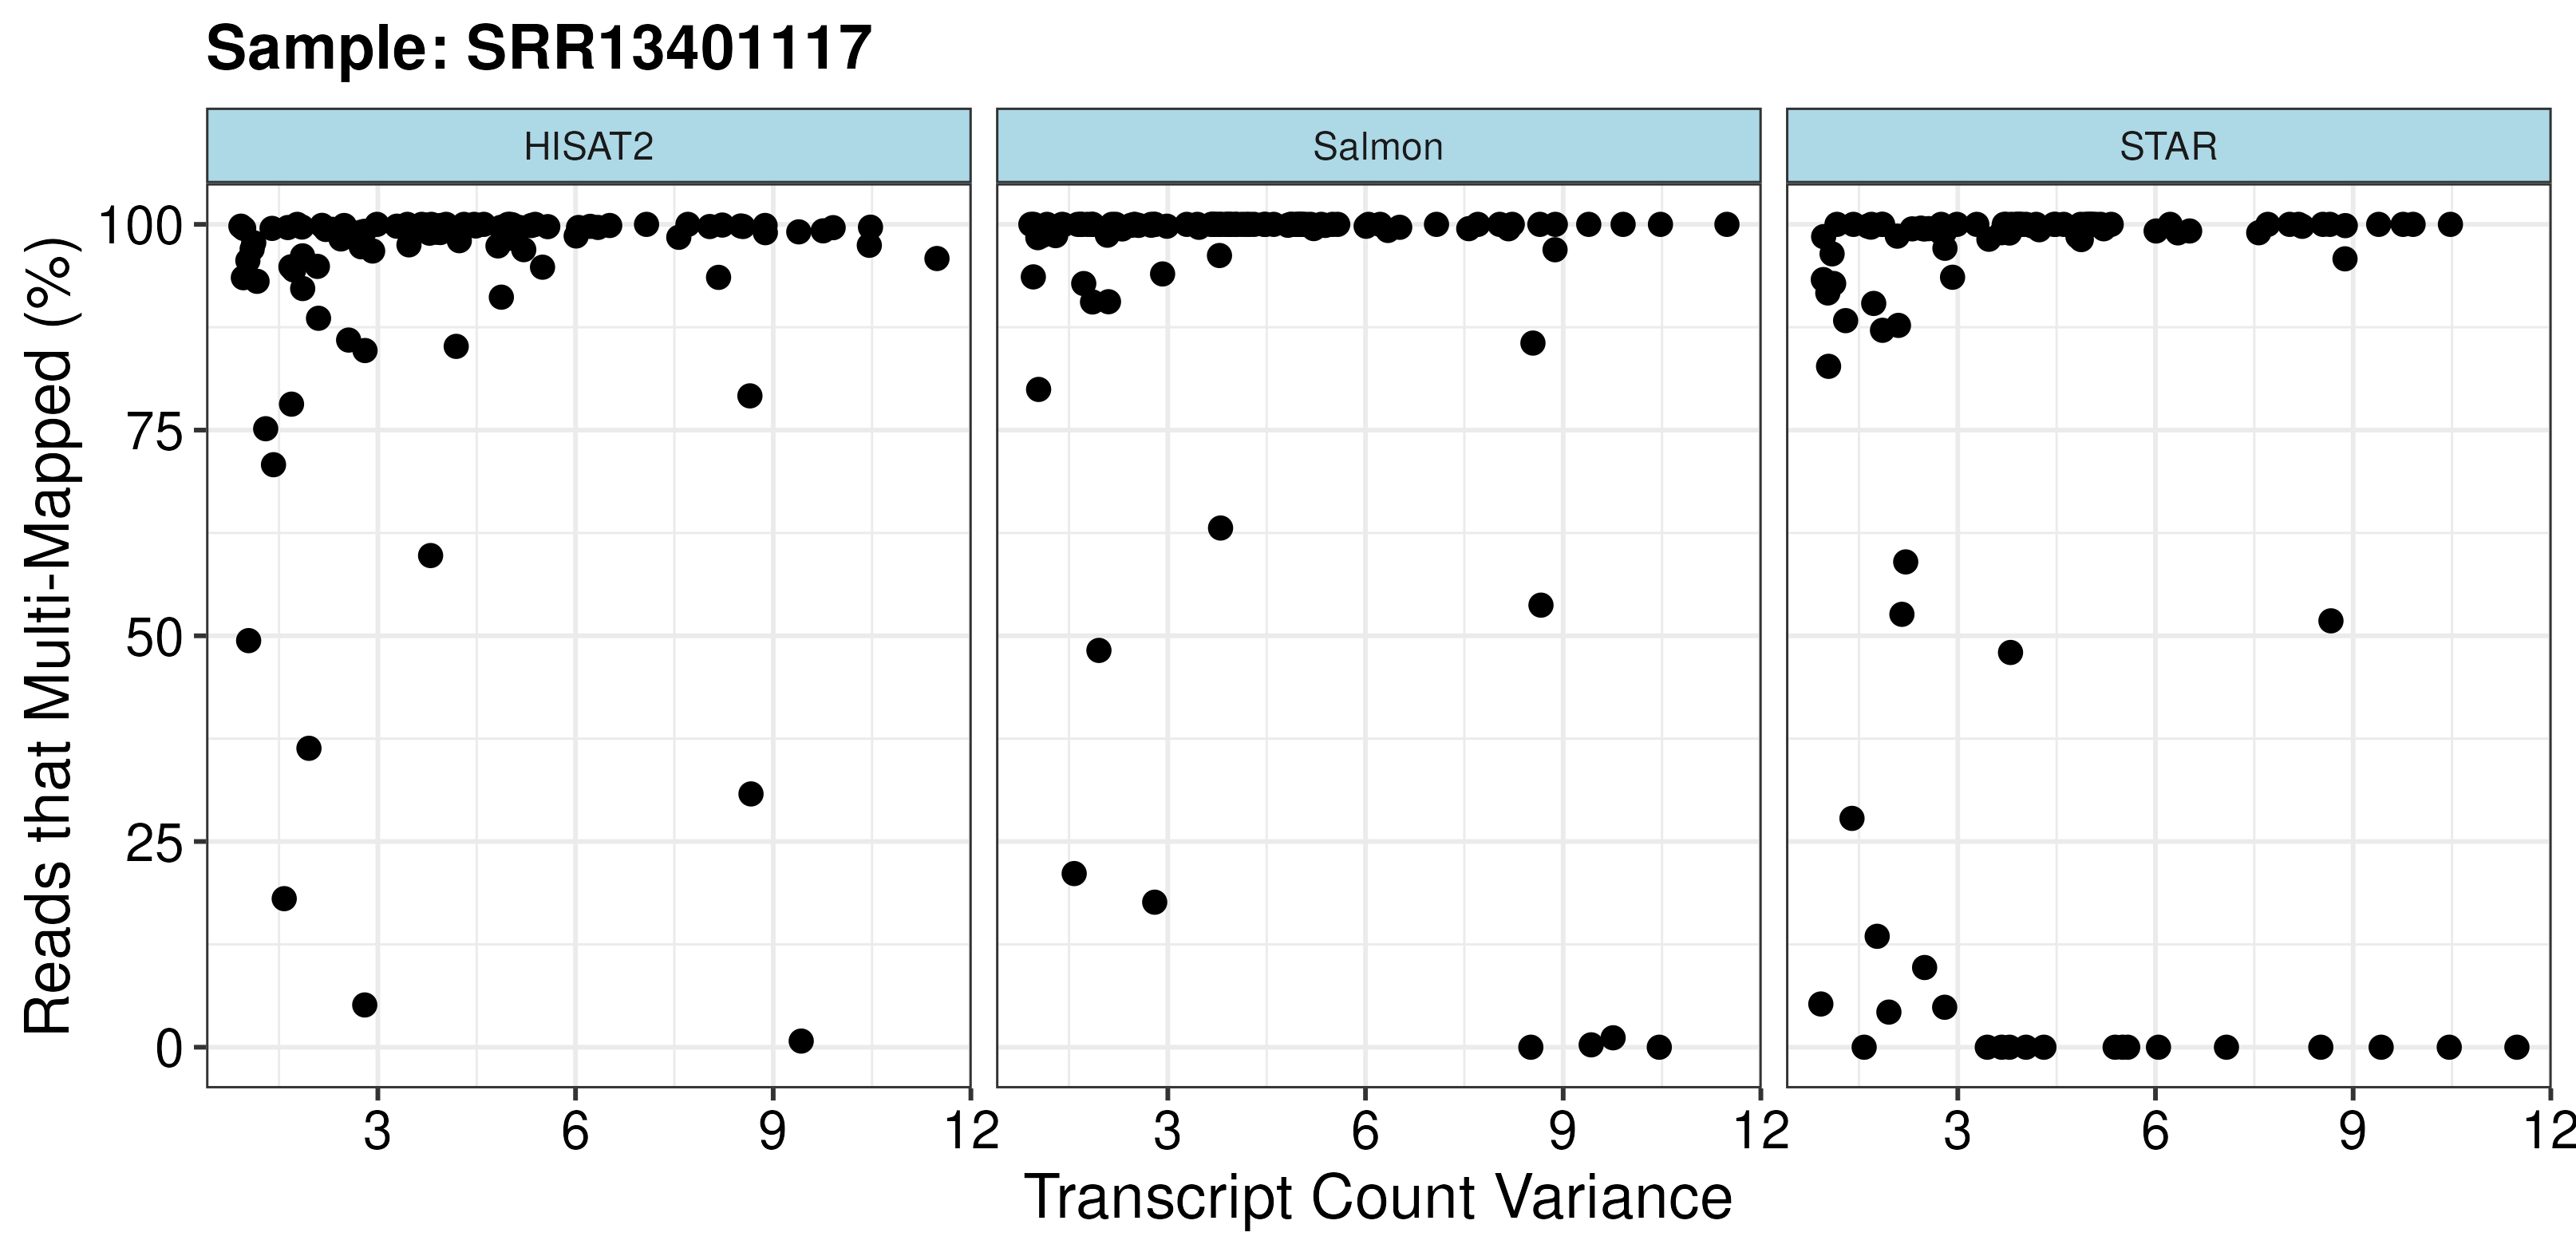 Sample: SRR13401117
HISAT2
Salmon
STAR
Reads that Multi-Mapped (%)
100
75
50
25
0
3 6 9 12
3 6 9 12
3 6 9 12
Transcript Count Variance